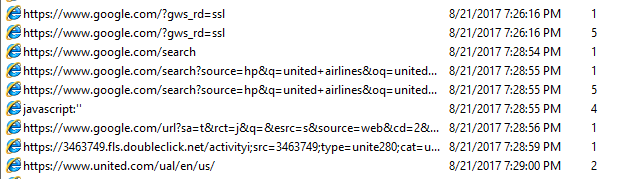 https://www.google.com/?gws_rd=ssl 8/21/2017 7:26:16 PM 1
https://www.google.com/?gws_rd=ssl 8/21/2017 7:26:16 PM 5
https://www.google.com/search 8/21/2017 7:28:54 PM 1
https://www.google.com/search?source=hp&q=united+airlines&oq=united... 8/21/2017 7:28:55 PM 1
https://www.google.com/search?source=hp&q=united+airlines&oq=united... 8/21/2017 7:28:55 PM 5
javascript:'' 8/21/2017 7:28:55 PM 4
https://www.google.com/url?sa=t&rct=j&q=&esrc=s&source=web&cd=2&... 8/21/2017 7:28:56 PM 1
https://3463749.fls.doubleclick.net/activityi;src=3463749;type=unite280;cat=u... 8/21/2017 7:28:59 PM 1
https://www.united.com/ual/en/us/ 8/21/2017 7:29:00 PM 2